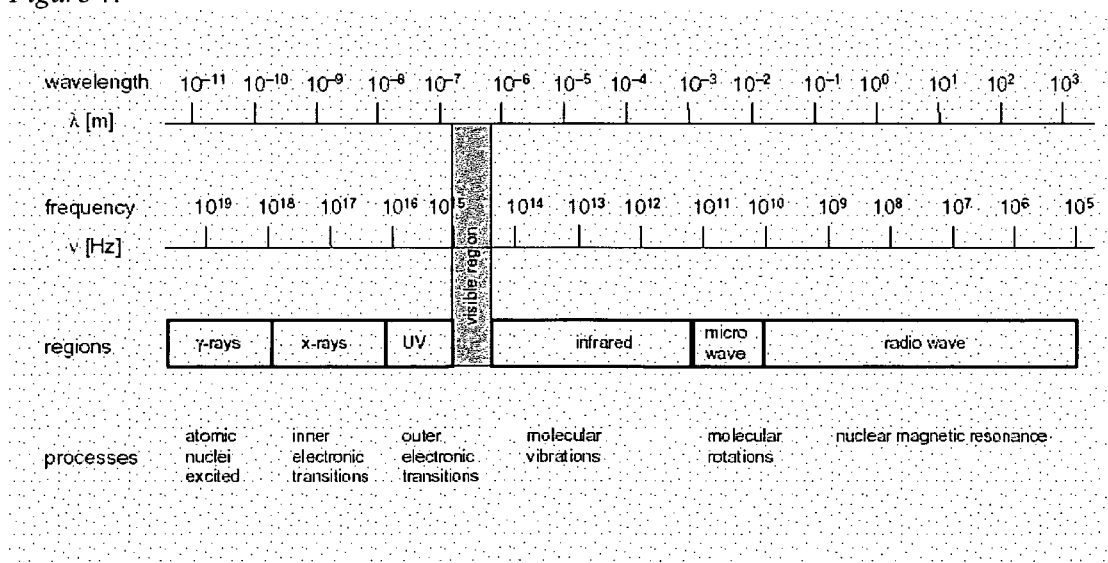 Figure 1.
wavelength 10⁻¹¹ 10⁻¹⁰ 10⁻⁹ 10⁻⁸ 10⁻⁷ 10⁻⁶ 10⁻⁵ 10⁻⁴ 10⁻³ 10⁻² 10⁻¹ 10⁰ 10¹ 10² 10³
λ [m]
frequency 10¹⁹ 10¹⁸ 10¹⁷ 10¹⁶ 10¹⁵ 10¹⁴ 10¹³ 10¹² 10¹¹ 10¹⁰ 10⁹ 10⁸ 10⁷ 10⁶ 10⁵
ν [Hz]
visible region
regions γ-rays x-rays UV infrared micro wave radio wave
processes
atomic
nuclei
excited
inner
electronic
transitions
outer
electronic
transitions
molecular
vibrations
molecular
rotations
nuclear magnetic resonance